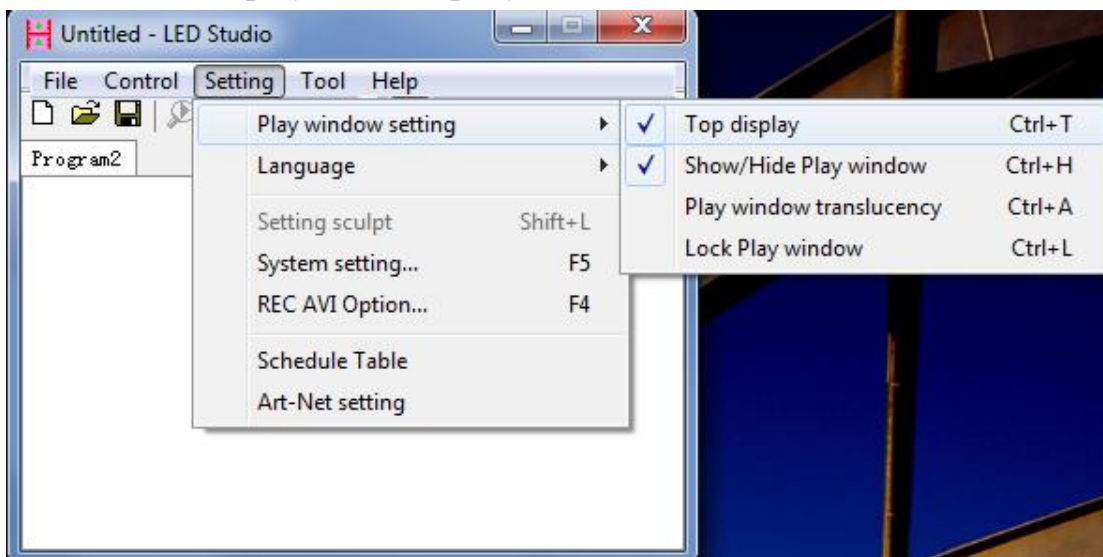 Untitled - LED Studio
File Control Setting Tool Help
Program2
Play window setting
Language
Setting sculpt Shift+L
System setting... F5
REC AVI Option... F4
Schedule Table
Art-Net setting
Top display Ctrl+T
Show/Hide Play window Ctrl+H
Play window translucency Ctrl+A
Lock Play window Ctrl+L